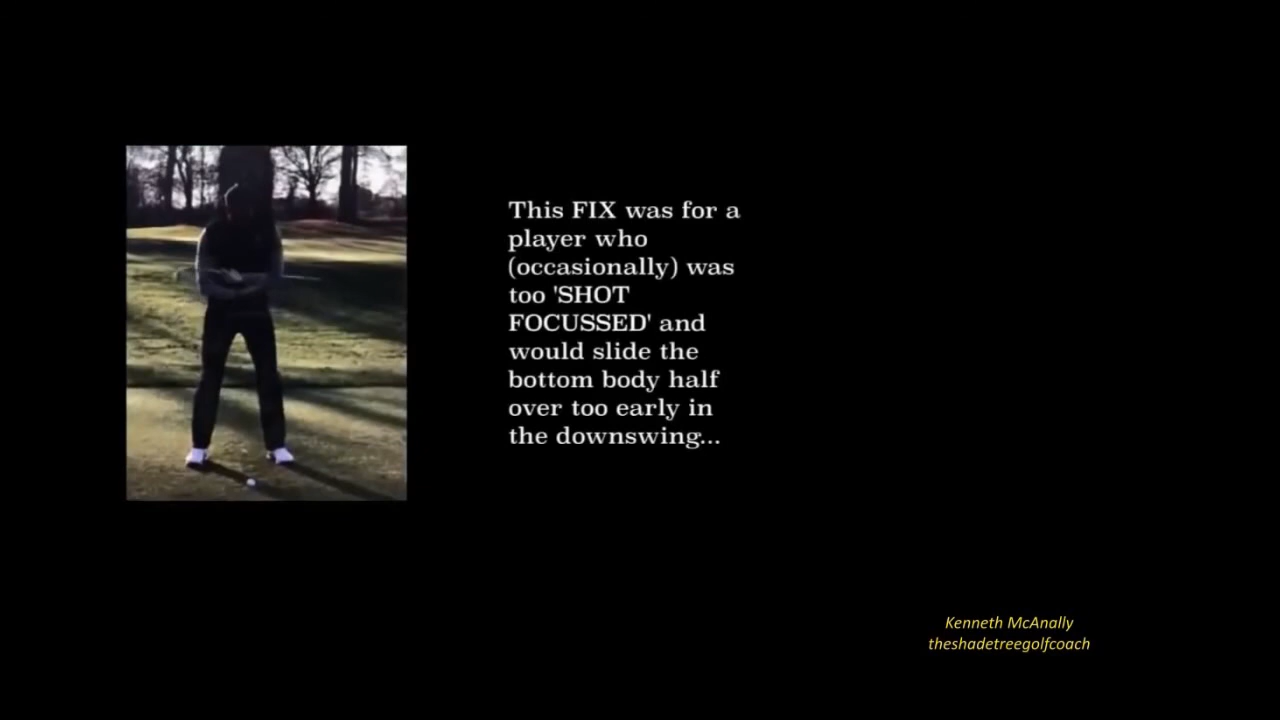 This FIX was for a
player who
(occasionally) was
too 'SHOT
FOCUSSED' and
would slide the
bottom body half
over too early in
the downswing...
Kenneth McAnally
theshadetreegolfcoach